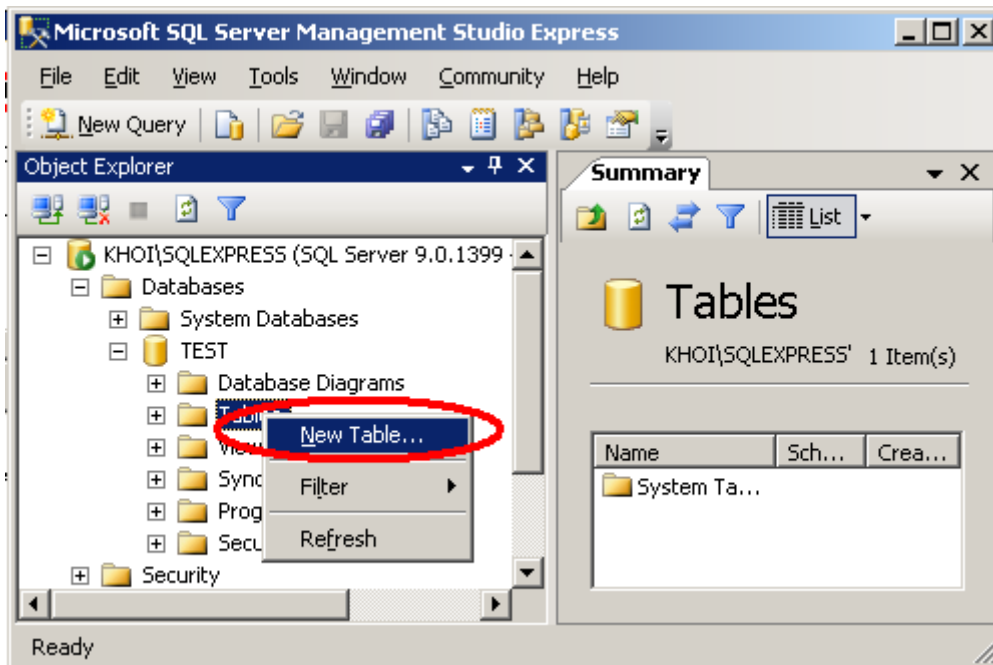 Microsoft SQL Server Management Studio Express
File Edit View Tools Window Community Help
New Query
Object Explorer
Summary
List
KHOI\SQLEXPRESS (SQL Server 9.0.1399 -
Databases
System Databases
TEST
Database Diagrams
New Table...
Filter
Refresh
Security
Tables
KHOI\SQLEXPRESS' 1 Item(s)
Name Sch... Crea...
System Ta...
Ready